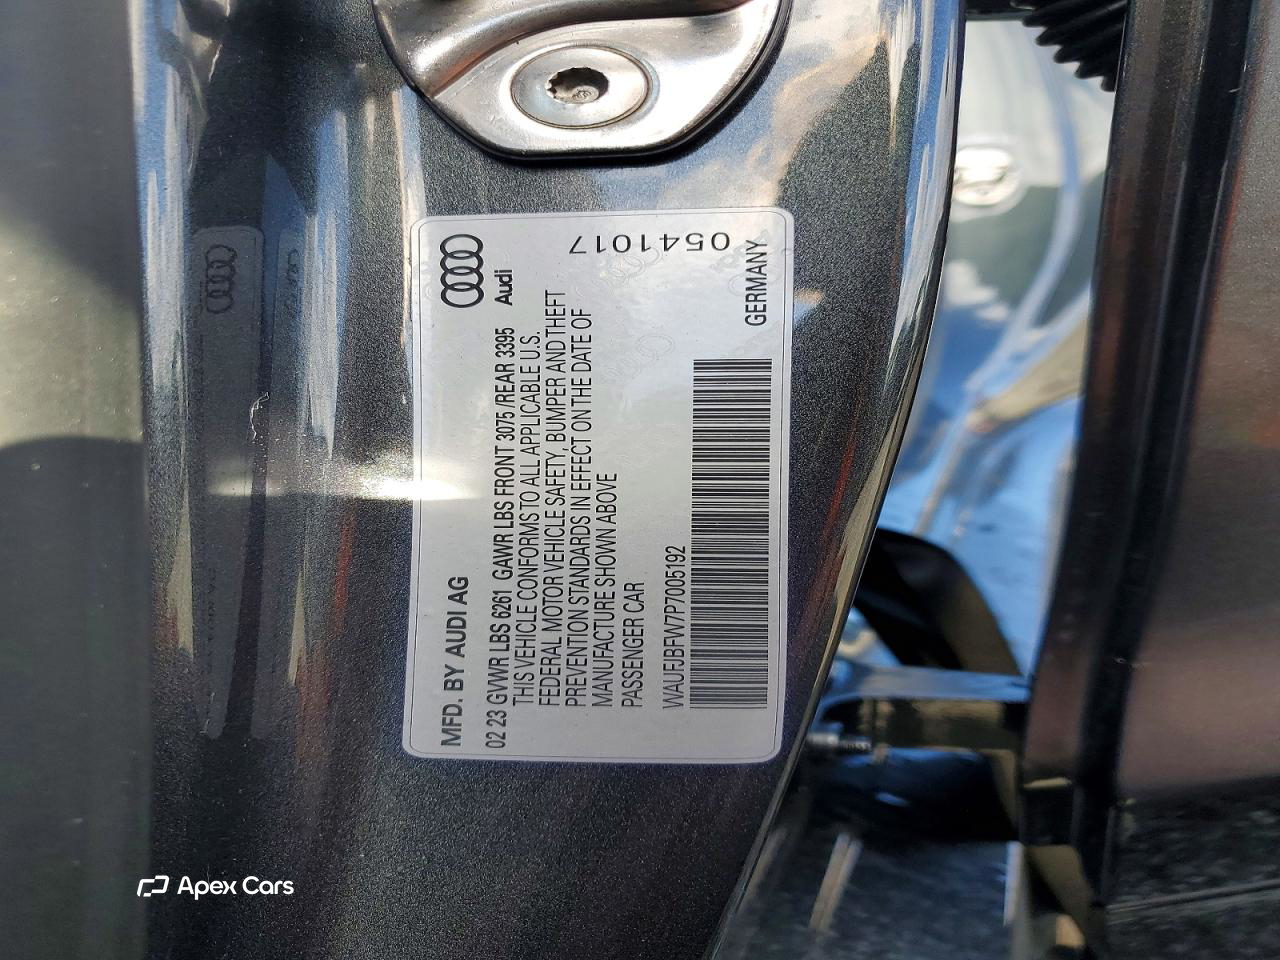 Audi
0541017
MFD. BY AUDI AG
02 23 GVWR LBS 6261 GAWR LBS FRONT 3075 /REAR 3395
THIS VEHICLE CONFORMS TO ALL APPLICABLE U.S.
FEDERAL MOTOR VEHICLE SAFETY, BUMPER AND THEFT
PREVENTION STANDARDS IN EFFECT ON THE DATE OF
MANUFACTURE SHOWN ABOVE
PASSENGER CAR
WAUFJBFW7P7005192
GERMANY
Apex Cars